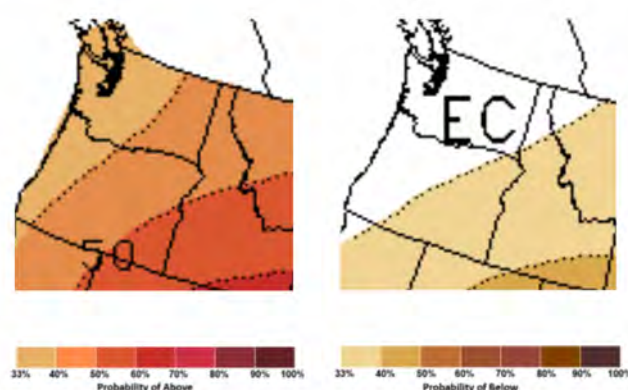 50
33% 40% 50% 60% 70% 80% 90% 100%
Probability of Above
EC
33% 40% 50% 60% 70% 80% 90% 100%
Probability of Below